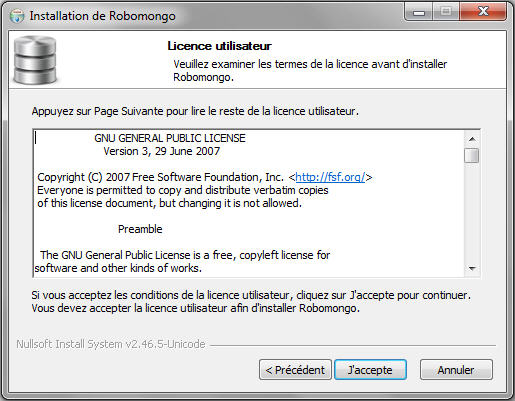 Installation de Robomongo
Licence utilisateur
Veuillez examiner les termes de la licence avant d'installer
Robomongo.
Appuyez sur Page Suivante pour lire le reste de la licence utilisateur.
GNU GENERAL PUBLIC LICENSE
Version 3, 29 June 2007
Copyright (C) 2007 Free Software Foundation, Inc. <http://fsf.org/>
Everyone is permitted to copy and distribute verbatim copies
of this license document, but changing it is not allowed.
Preamble
The GNU General Public License is a free, copyleft license for
software and other kinds of works.
Si vous acceptez les conditions de la licence utilisateur, cliquez sur J'accepte pour continuer.
Vous devez accepter la licence utilisateur afin d'installer Robomongo.
Nullsoft Install System v2.46.5-Unicode
< Précédent J'accepte Annuler